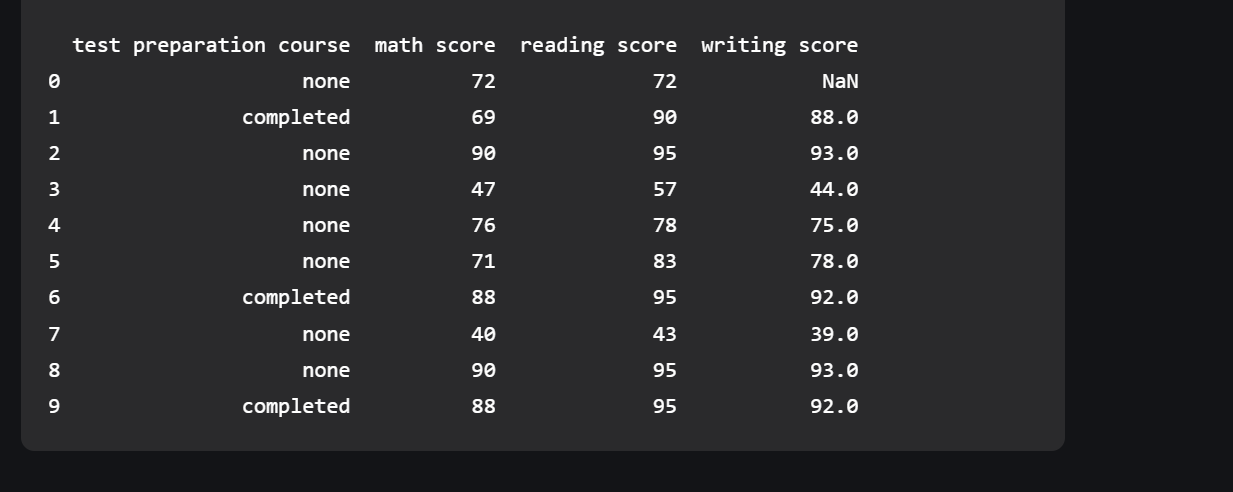 test preparation course  math score  reading score  writing score
0                    none          72             72            NaN
1               completed          69             90           88.0
2                    none          90             95           93.0
3                    none          47             57           44.0
4                    none          76             78           75.0
5                    none          71             83           78.0
6               completed          88             95           92.0
7                    none          40             43           39.0
8                    none          90             95           93.0
9               completed          88             95           92.0